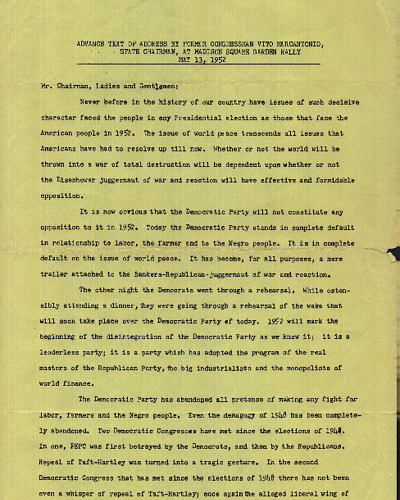 ADVANCE TEXT OF ADDRESS BY FORMER CONGRESSMAN VITO MARCANTONIO,
STATE CHAIRMAN, AT MADISON SQUARE GARDEN RALLY
MAY 13, 1952
Mr. Chairman, Ladies and Gentlemen:
Never before in the history of our country have issues of such decisive
character faced the people in any Presidential election as those that face the
American people in 1952. The issue of world peace transcends all issues that
Americans have had to resolve up till now. Whether or not the world will be
thrown into a war of total destruction will be dependent upon whether or not
the Eisenhower juggernaut of war and reaction will have effective and formidable
opposition.
It is now obvious that the Democratic Party will not constitute any
opposition to it in 1952. Today the Democratic Party stands in complete default
in relationship to labor, the farmer and to the Negro people. It is in complete
default on the issue of world peace. It has become, for all purposes, a mere
trailer attached to the Bankers-Republican-juggernaut of war and reaction.
The other night the Democrats went through a rehearsal. While osten-
sibly attending a dinner, they were going through a rehearsal of the wake that
will soon take place over the Democratic Party of today. 1952 will mark the
beginning of the disintegration of the Democratic Party as we know it; it is a
leaderless party; it is a party which has adopted the program of the real
masters of the Republican Party, the big industrialists and the monopolists of
world finance.
The Democratic Party has abandoned all pretense of making any fight for
labor, farmers and the Negro people. Even the demagogy of 1948 has been complete-
ly abandoned. Two Democratic Congresses have met since the elections of 1948.
In one, FEPC was first betrayed by the Democrats, and then by the Republicans.
Repeal of Taft-Hartley was turned into a tragic gesture. In the second
Democratic Congress that has met since the elections of 1948 there has not been
even a whisper of repeal of Taft-Hartley; once again the alleged liberal wing of